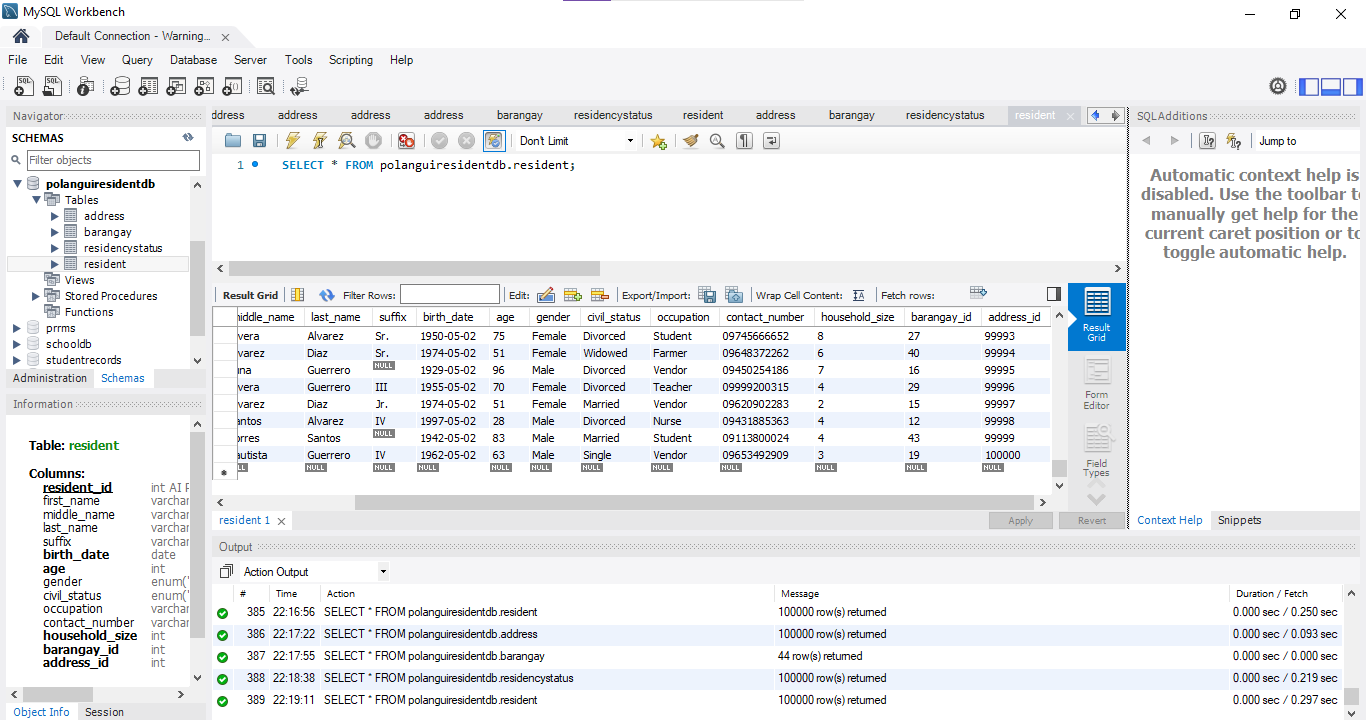 MySQL Workbench
Default Connection - Warning...
File Edit View Query Database Server Tools Scripting Help
Navigator
SCHEMAS
Filter objects
polanguiresidentdb
Tables
address
barangay
residencystatus
resident
Views
Stored Procedures
Functions
prrms
schooldb
studentrecords
Administration Schemas
Information
Table: resident
Columns:
resident_id int AI P
first_name varchar
middle_name varchar
last_name varchar
suffix varchar
birth_date date
age int
gender enum('
civil_status enum('
occupation varchar
contact_number varchar
household_size int
barangay_id int
address_id int
Object Info Session
ddress address address address barangay residencystatus resident address barangay residencystatus resident
Don't Limit
1 SELECT * FROM polanguiresidentdb.resident;
Result Grid Filter Rows: Edit: Export/Import: Wrap Cell Content: Fetch rows:
middle_name last_name suffix birth_date age gender civil_status occupation contact_number household_size barangay_id address_id
vera Alvarez Sr. 1950-05-02 75 Female Divorced Student 09745666652 8 27 99993
varez Diaz Sr. 1974-05-02 51 Female Widowed Farmer 09648372262 6 40 99994
una Guerrero NULL 1929-05-02 96 Male Divorced Vendor 09450254186 7 16 99995
vera Guerrero III 1955-05-02 70 Female Divorced Teacher 09999200315 4 29 99996
varez Diaz Jr. 1974-05-02 51 Female Married Vendor 09620902283 2 15 99997
antos Alvarez IV 1997-05-02 28 Male Divorced Nurse 09431885363 4 12 99998
orres Santos NULL 1942-05-02 83 Male Married Student 09113800024 4 43 99999
autista Guerrero IV 1962-05-02 63 Male Single Vendor 09653492909 3 19 100000
NULL NULL NULL NULL NULL NULL NULL NULL NULL NULL NULL NULL
Result Grid
Form Editor
Field Types
resident 1
Apply Revert
SQLAdditions
Jump to
Automatic context help is
disabled. Use the toolbar to
manually get help for the
current caret position or to
toggle automatic help.
Context Help Snippets
Output
Action Output
# Time Action Message Duration / Fetch
385 22:16:56 SELECT * FROM polanguiresidentdb.resident 100000 row(s) returned 0.000 sec / 0.250 sec
386 22:17:22 SELECT * FROM polanguiresidentdb.address 100000 row(s) returned 0.000 sec / 0.093 sec
387 22:17:55 SELECT * FROM polanguiresidentdb.barangay 44 row(s) returned 0.000 sec / 0.000 sec
388 22:18:38 SELECT * FROM polanguiresidentdb.residencystatus 100000 row(s) returned 0.000 sec / 0.219 sec
389 22:19:11 SELECT * FROM polanguiresidentdb.resident 100000 row(s) returned 0.000 sec / 0.297 sec